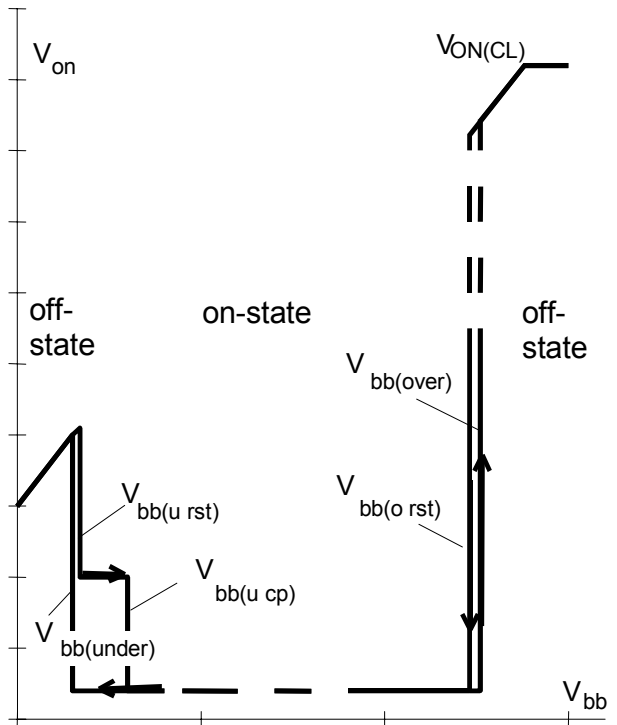 V_on
V_ON(CL)
off-
state
on-state
off-
state
V_bb(over)
V_bb(o rst)
V_bb(u rst)
V_bb(u cp)
V_bb(under)
V_bb